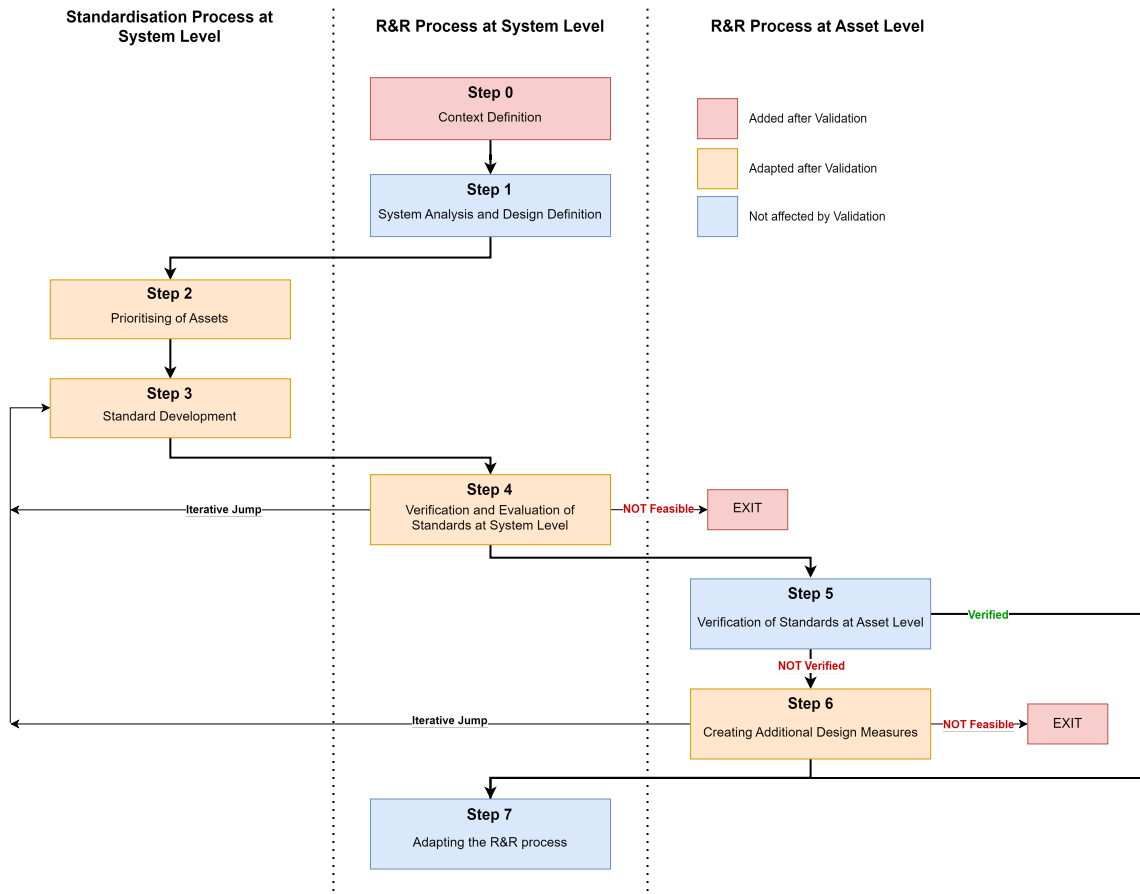 Standardisation Process at
System Level
R&R Process at System Level
R&R Process at Asset Level
Step 0
Context Definition
Added after Validation
Adapted after Validation
Not affected by Validation
Step 1
System Analysis and Design Definition
Step 2
Prioritising of Assets
Step 3
Standard Development
Step 4
Verification and Evaluation of
Standards at System Level
Iterative Jump
NOT Feasible
EXIT
Step 5
Verification of Standards at Asset Level
Verified
NOT Verified
Step 6
Creating Additional Design Measures
Iterative Jump
NOT Feasible
EXIT
Step 7
Adapting the R&R process